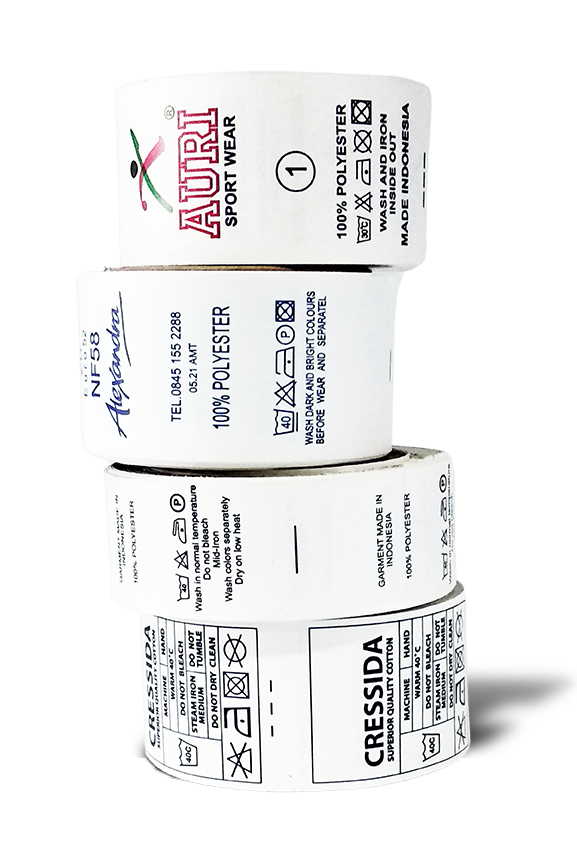 ®
AURI
SPORT WEAR
1
100% POLYESTER
30°C
WASH AND IRON
INSIDE OUT
MADE INDONESIA
NF58
Alexandra
TEL.0845 155 2288
05.21 AMT
100% POLYESTER
40 P
WASH DARK AND BRIGHT COLOURS
BEFORE WEAR AND SEPARATEL
GARMENT MADE IN
INDONESIA
100% POLYESTER
40 P
Wash in normal temperature
Do not bleach
Mid-Iron
Wash colors separately
Dry on low heat
GARMENT MADE IN
INDONESIA
100% POLYESTER
CRESSIDA
SUPERIOR QUALITY COTTON
MACHINE HAND
WARM 40°C
DO NOT BLEACH
STEAM IRON DO NOT
MEDIUM TUMBLE
DO NOT DRY CLEAN
40C
CRESSIDA
SUPERIOR QUALITY COTTON
MACHINE HAND
WARM 40°C
DO NOT BLEACH
STEAM IRON DO NOT
MEDIUM TUMBLE
DO NOT DRY CLEAN
40C